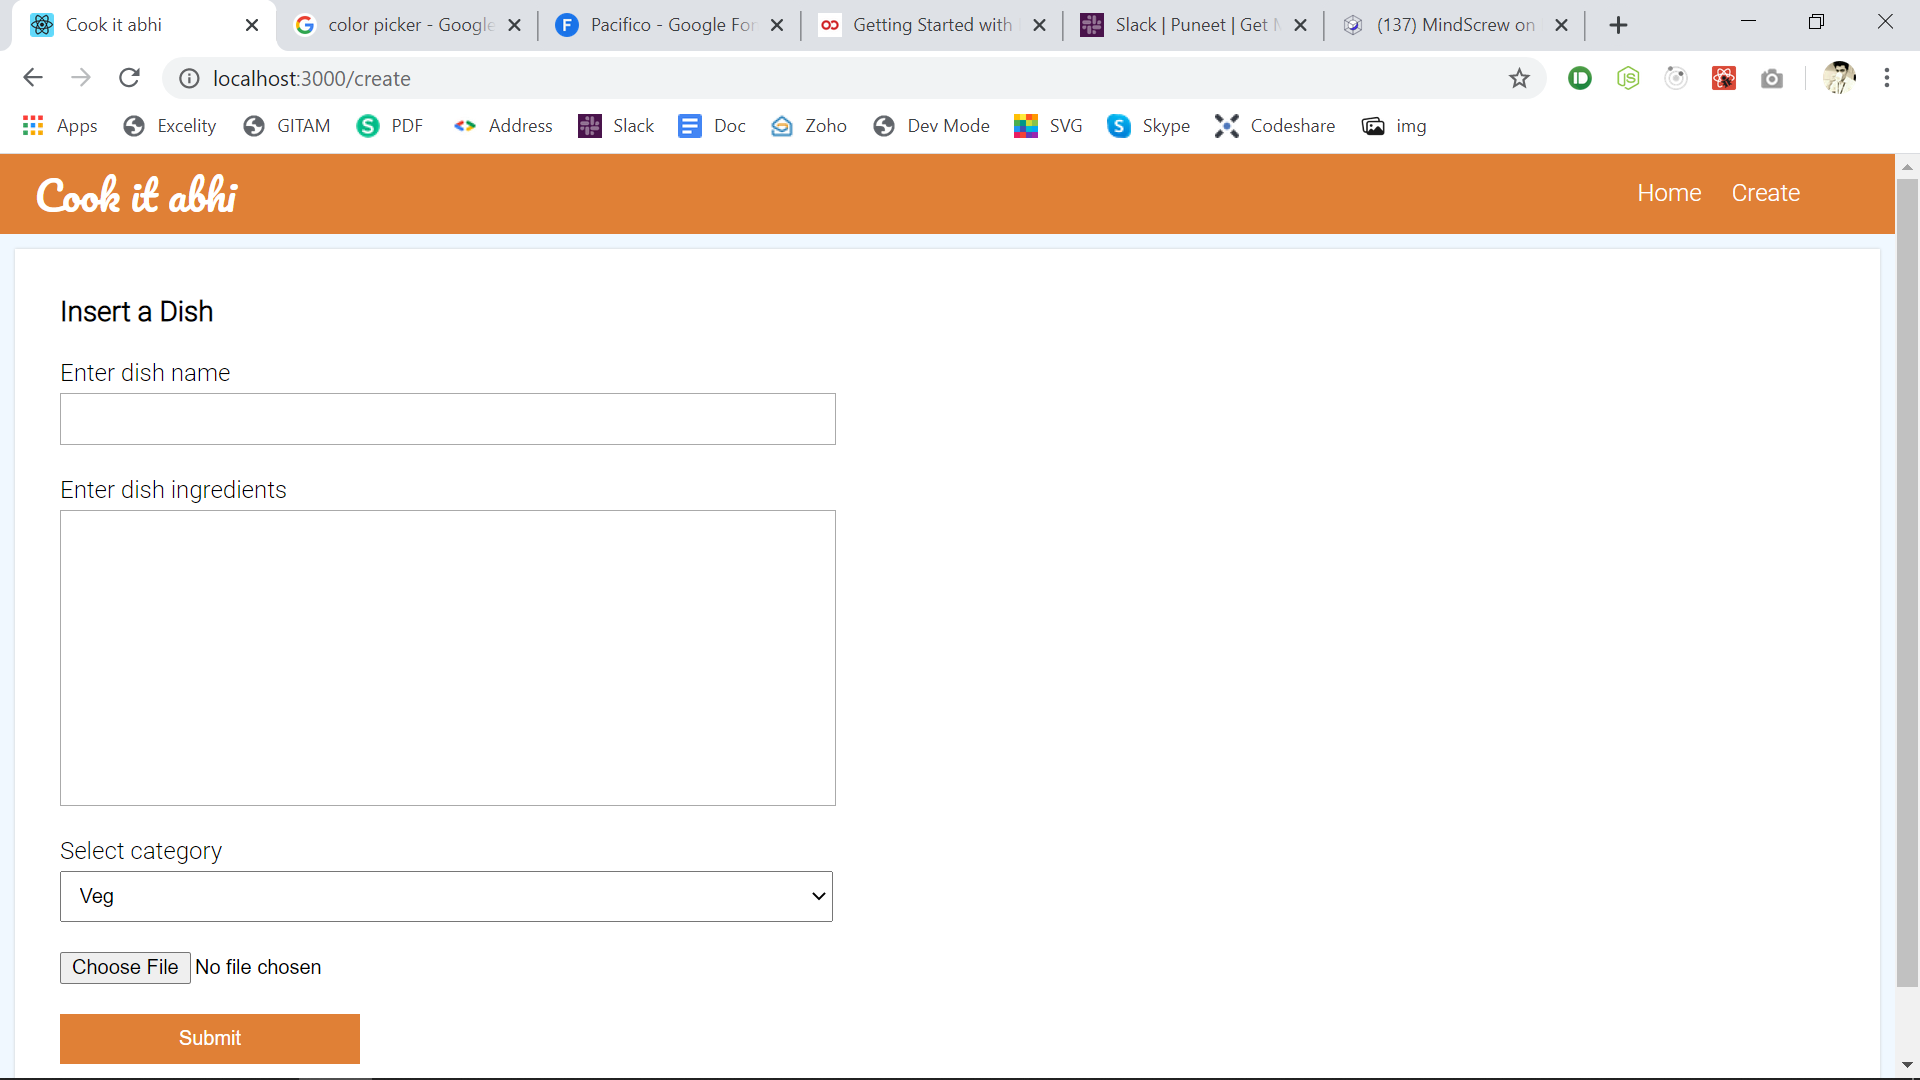 Cook it abhi
color picker - Google
Pacifico - Google For
Getting Started with
Slack | Puneet | Get
(137) MindScrew on
localhost:3000/create
Apps
Excelity
GITAM
PDF
Address
Slack
Doc
Zoho
Dev Mode
SVG
Skype
Codeshare
img
Cook it abhi
Home
Create
Insert a Dish
Enter dish name
Enter dish ingredients
Select category
Veg
Choose File No file chosen
Submit